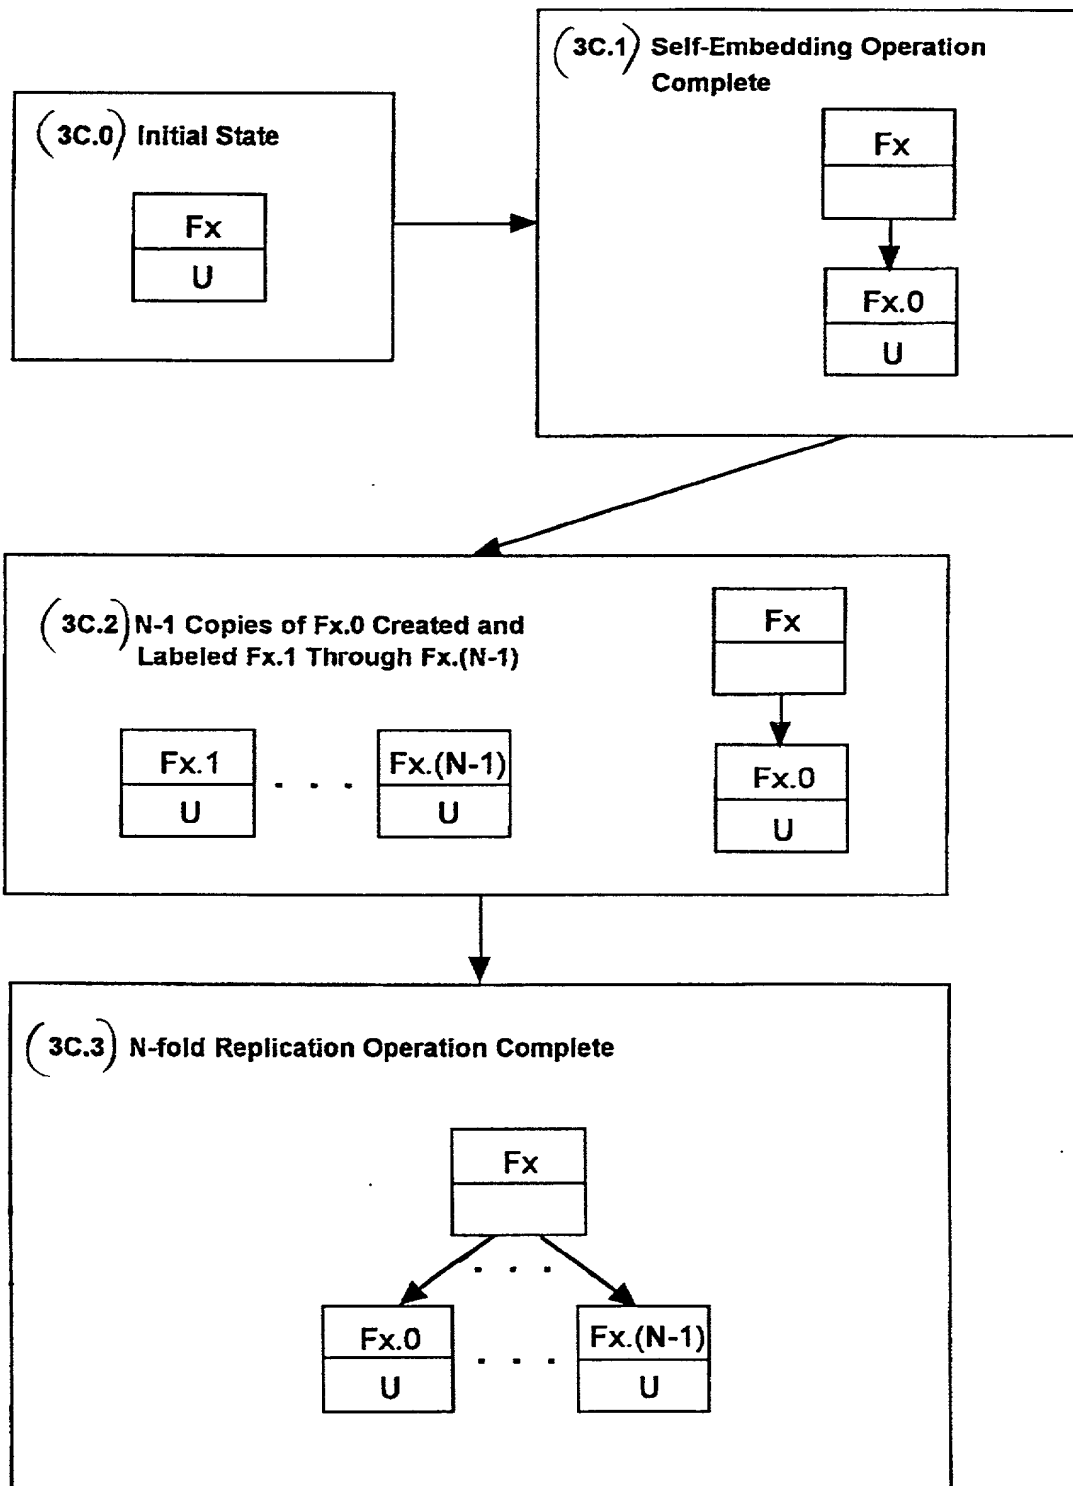 (3C.0) Initial State
Fx
U
(3C.1) Self-Embedding Operation
Complete
Fx
Fx.0
U
(3C.2) N-1 Copies of Fx.0 Created and
Labeled Fx.1 Through Fx.(N-1)
Fx.1
U
. . .
Fx.(N-1)
U
Fx
Fx.0
U
(3C.3) N-fold Replication Operation Complete
Fx
. . .
Fx.0
U
. . .
Fx.(N-1)
U